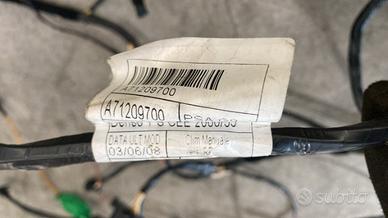 A71209700
A71209700
DATA ULT MOD
03/06/08
Clim Manuale
subito